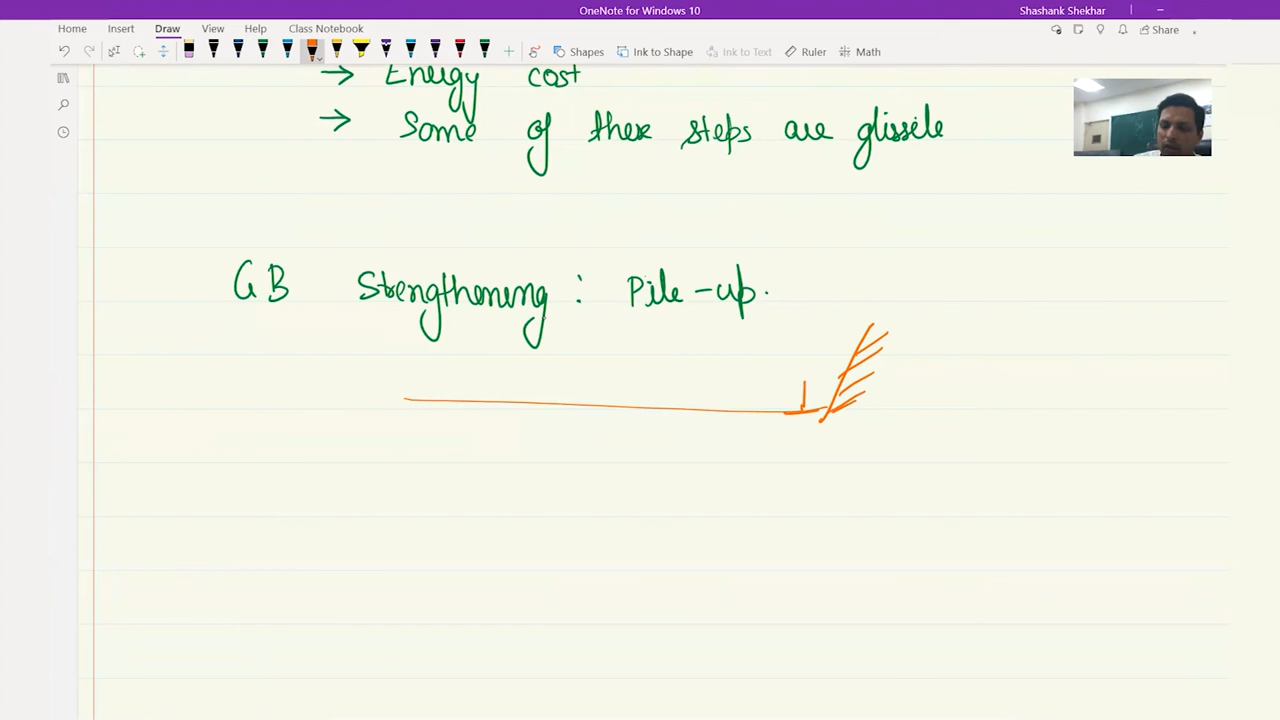 OneNote for Windows 10
Shashank Shekhar
Home Insert Draw View Help Class Notebook
Share
Shapes Ink to Shape Ink to Text Ruler Math
→ Energy cost
→ Some of these steps are glissile
GB Strengthening : Pile-up.